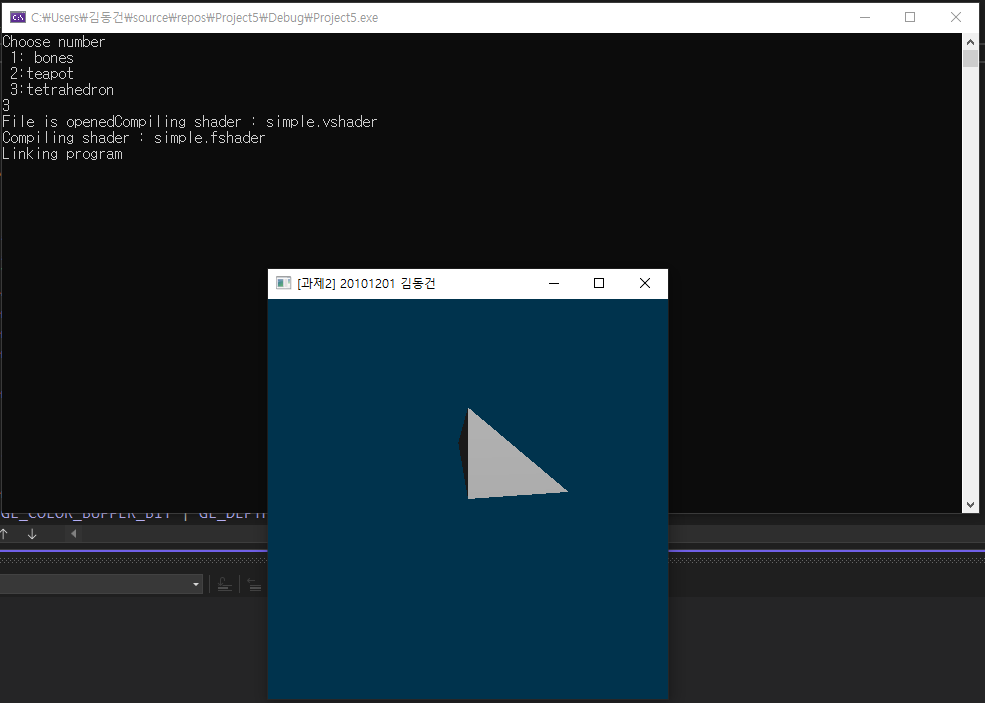 C:\Users\김동건\source\repos\Project5\Debug\Project5.exe
Choose number
1: bones
2:teapot
3:tetrahedron
3
File is openedCompiling shader : simple.vshader
Compiling shader : simple.fshader
Linking program
[과제2] 20101201 김동건
GL_COLOR_BUFFER_BIT | GL_DEPTH